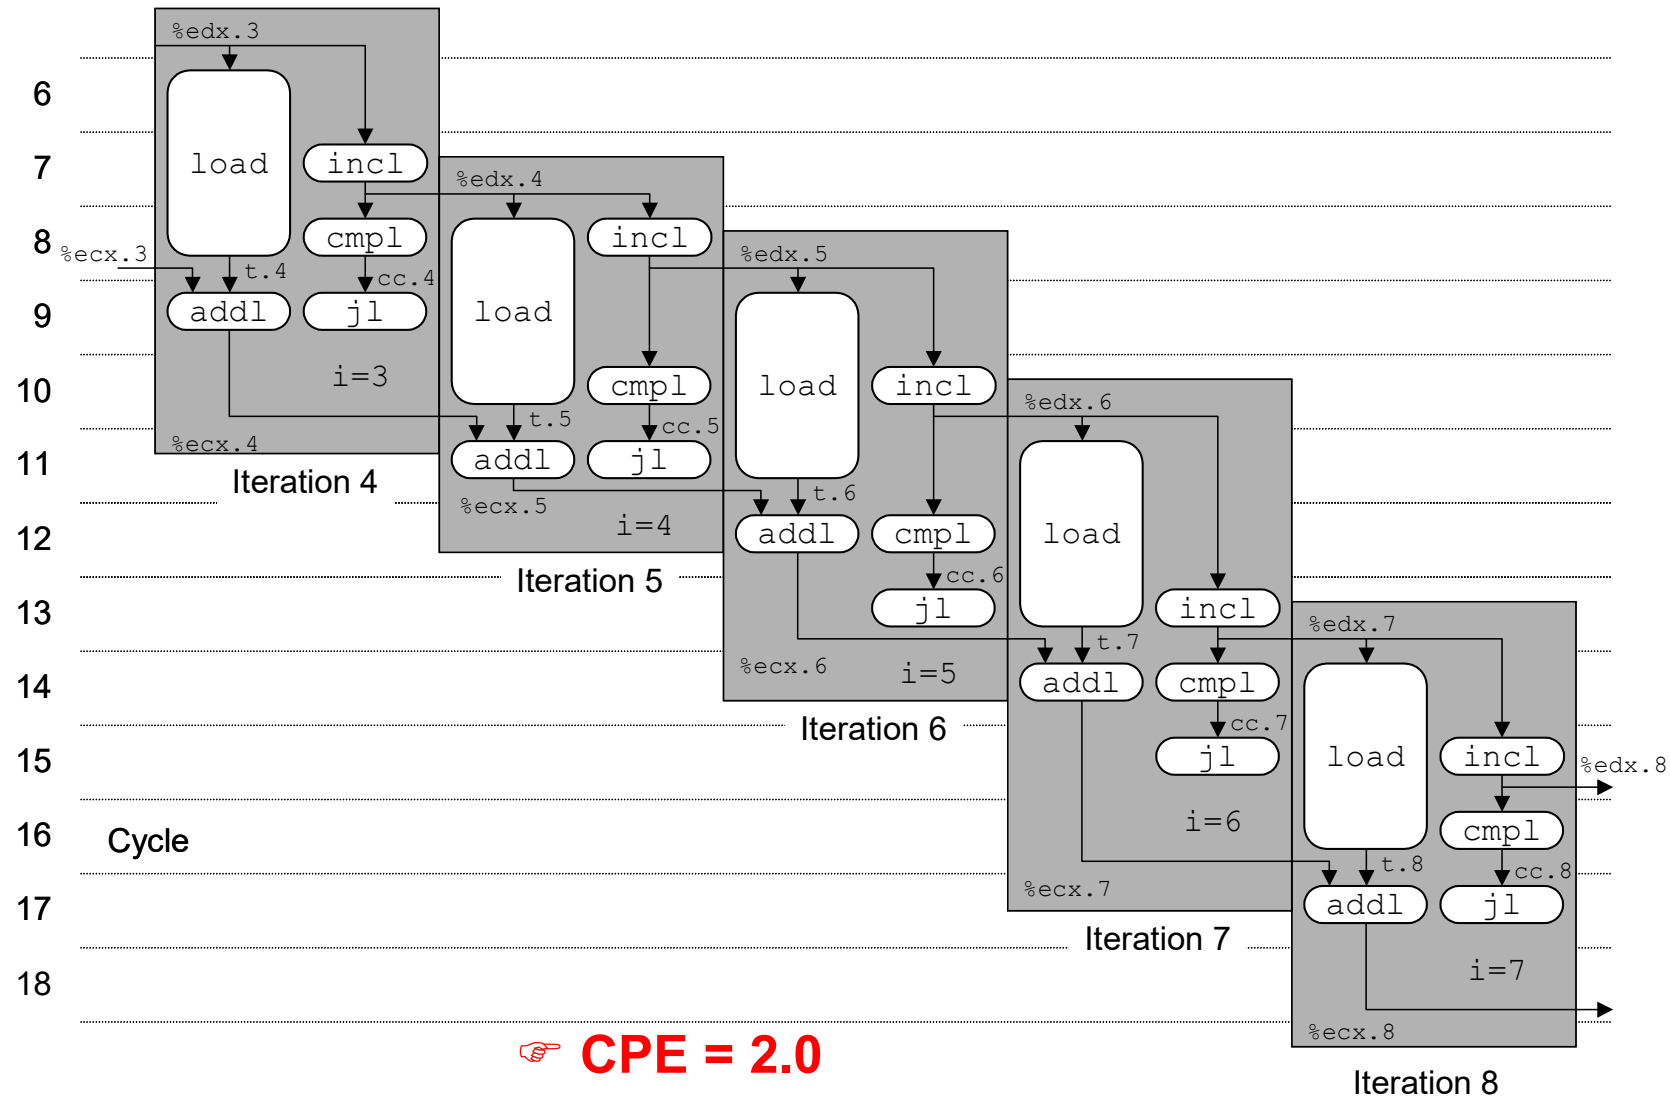 %edx.3
6
7
load
incl
%edx.4
8
%ecx.3
cmpl
incl
%edx.5
t.4
cc.4
9
addl
jl
load
i=3
10
cmpl
load
incl
%edx.6
%ecx.4
t.5
cc.5
11
Iteration 4
addl
jl
%ecx.5
t.6
i=4
12
addl
cmpl
load
Iteration 5
cc.6
13
jl
incl
%edx.7
%ecx.6
i=5
t.7
14
addl
cmpl
Iteration 6
cc.7
15
jl
load
incl
%edx.8
16
Cycle
i=6
cmpl
%ecx.7
t.8
cc.8
17
addl
jl
Iteration 7
18
i=7
☞ CPE = 2.0
%ecx.8
Iteration 8